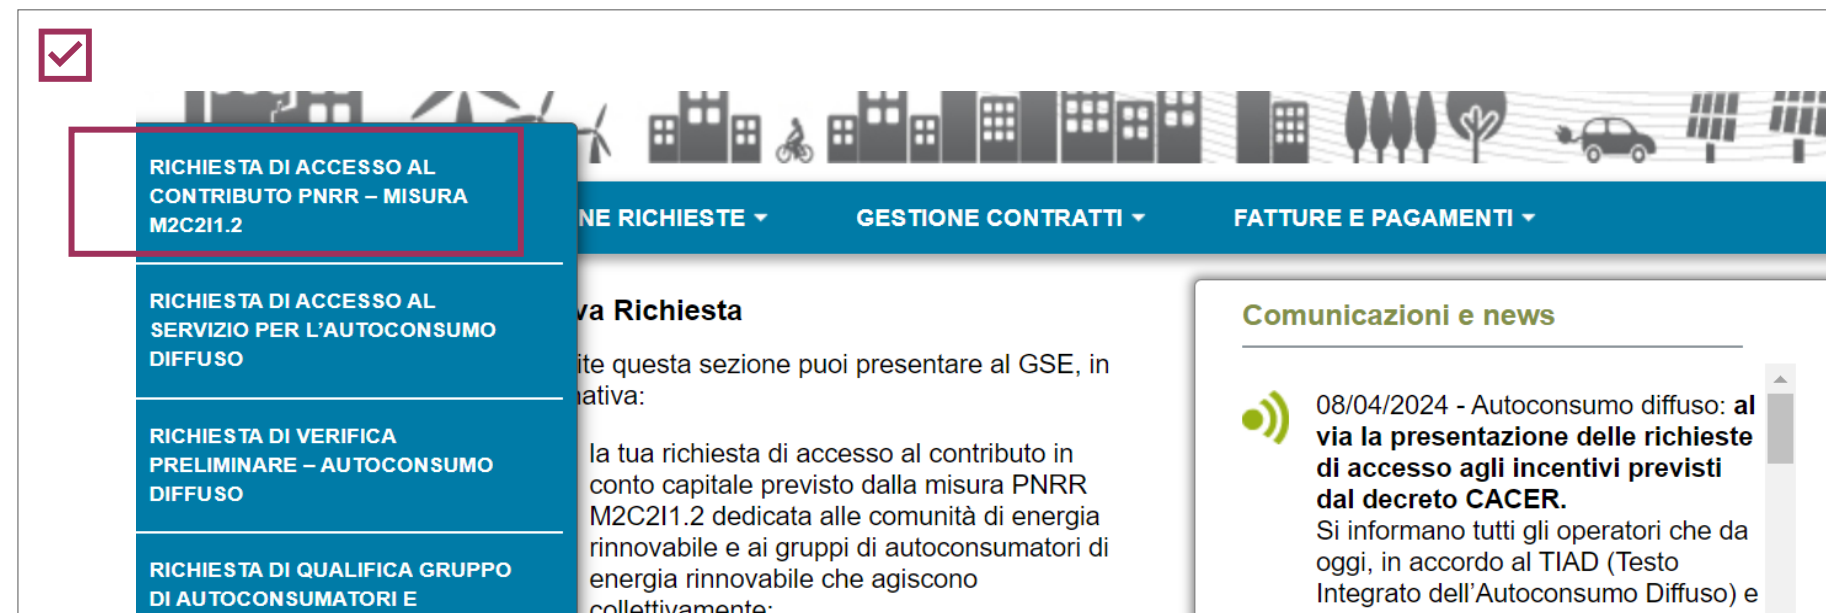 RICHIESTA DI ACCESSO AL
CONTRIBUTO PNRR – MISURA
M2C2I1.2
RICHIESTA DI ACCESSO AL
SERVIZIO PER L’AUTOCONSUMO
DIFFUSO
RICHIESTA DI VERIFICA
PRELIMINARE – AUTOCONSUMO
DIFFUSO
RICHIESTA DI QUALIFICA GRUPPO
DI AUTOCONSUMATORI E
NE RICHIESTE
GESTIONE CONTRATTI
FATTURE E PAGAMENTI
va Richiesta
ite questa sezione puoi presentare al GSE, in
nativa:
la tua richiesta di accesso al contributo in
conto capitale previsto dalla misura PNRR
M2C2I1.2 dedicata alle comunità di energia
rinnovabile e ai gruppi di autoconsumatori di
energia rinnovabile che agiscono
collettivamente;
Comunicazioni e news
08/04/2024 - Autoconsumo diffuso: al
via la presentazione delle richieste
di accesso agli incentivi previsti
dal decreto CACER.
Si informano tutti gli operatori che da
oggi, in accordo al TIAD (Testo
Integrato dell’Autoconsumo Diffuso) e